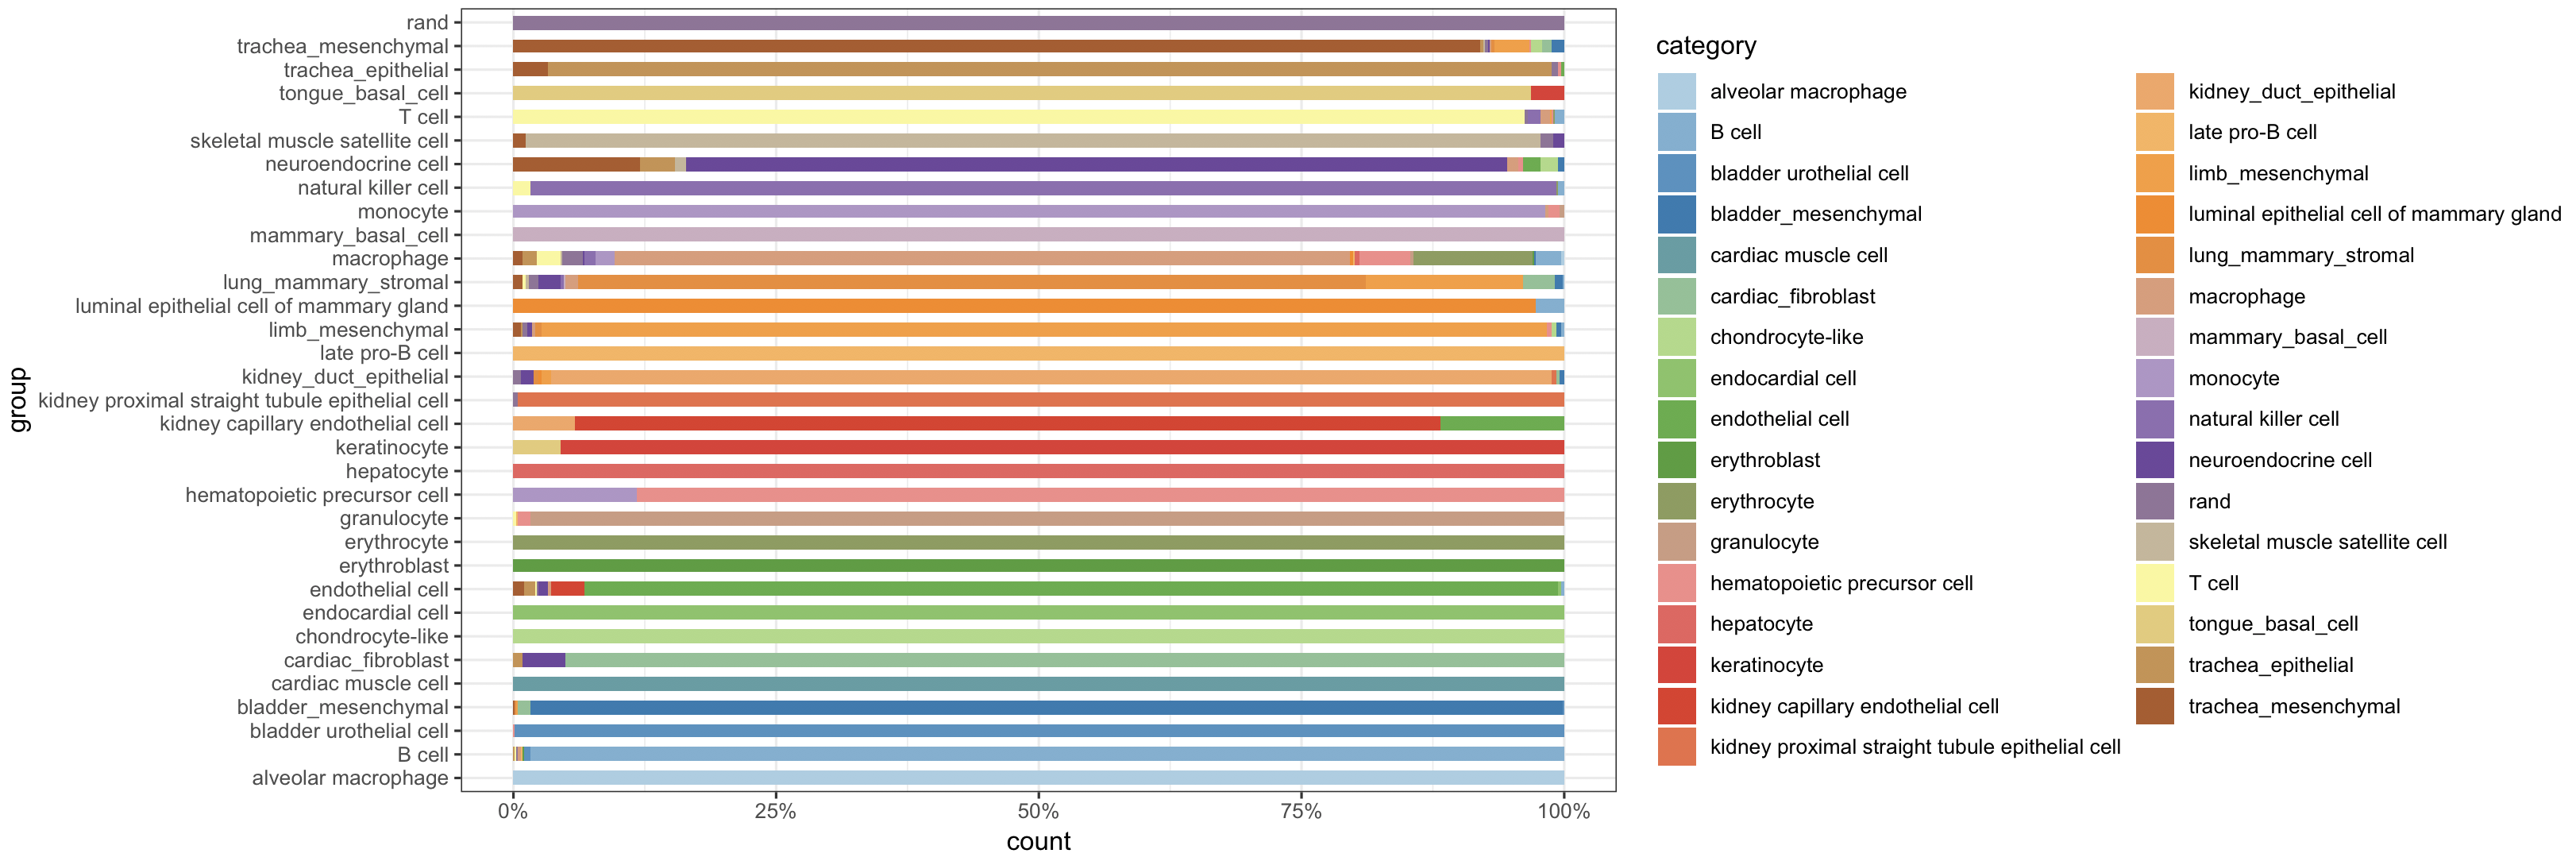 rand
trachea_mesenchymal
trachea_epithelial
tongue_basal_cell
T cell
skeletal muscle satellite cell
neuroendocrine cell
natural killer cell
monocyte
mammary_basal_cell
macrophage
lung_mammary_stromal
luminal epithelial cell of mammary gland
limb_mesenchymal
late pro-B cell
kidney_duct_epithelial
kidney proximal straight tubule epithelial cell
kidney capillary endothelial cell
keratinocyte
hepatocyte
hematopoietic precursor cell
granulocyte
erythrocyte
erythroblast
endothelial cell
endocardial cell
chondrocyte-like
cardiac_fibroblast
cardiac muscle cell
bladder_mesenchymal
bladder urothelial cell
B cell
alveolar macrophage
group
0% 25% 50% 75% 100%
count
category
alveolar macrophage
B cell
bladder urothelial cell
bladder_mesenchymal
cardiac muscle cell
cardiac_fibroblast
chondrocyte-like
endocardial cell
endothelial cell
erythroblast
erythrocyte
granulocyte
hematopoietic precursor cell
hepatocyte
keratinocyte
kidney capillary endothelial cell
kidney proximal straight tubule epithelial cell
kidney_duct_epithelial
late pro-B cell
limb_mesenchymal
luminal epithelial cell of mammary gland
lung_mammary_stromal
macrophage
mammary_basal_cell
monocyte
natural killer cell
neuroendocrine cell
rand
skeletal muscle satellite cell
T cell
tongue_basal_cell
trachea_epithelial
trachea_mesenchymal